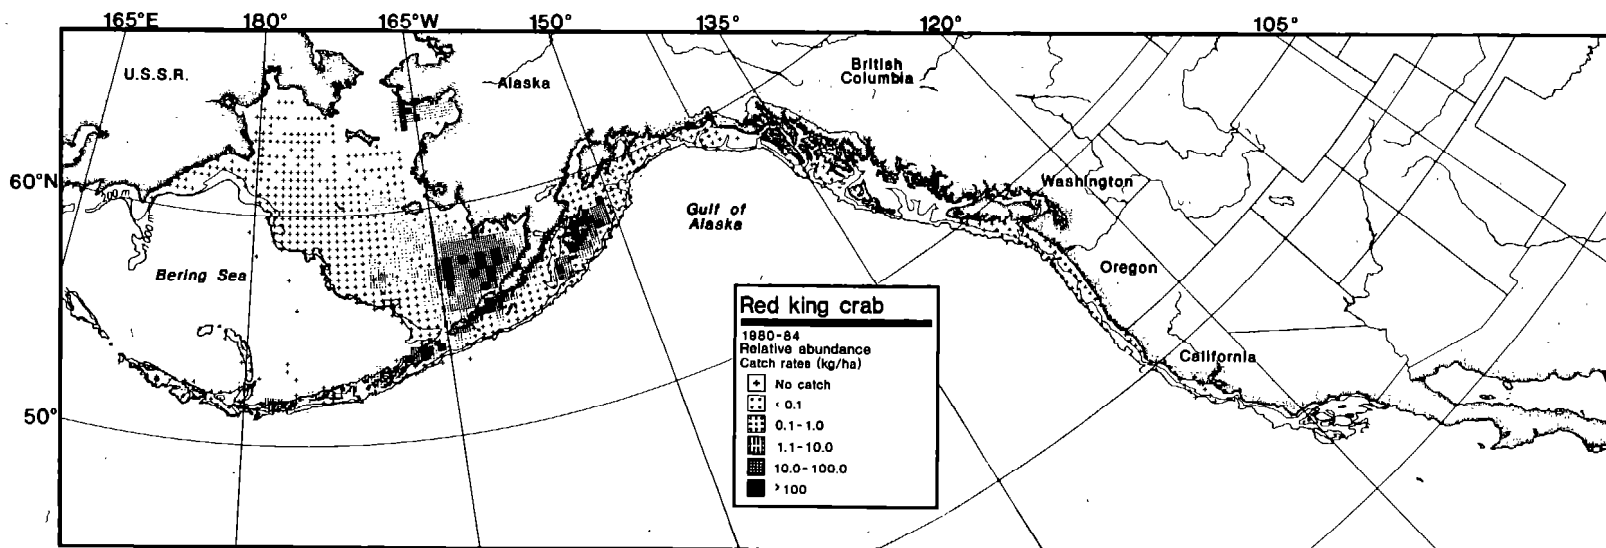 165°E
180°
165°W
150°
135°
120°
105°
U.S.S.R.
Alaska
British
Columbia
60°N
Washington
Gulf of
Alaska
Bering Sea
Oregon
California
50°
Red king crab
1980-84
Relative abundance
Catch rates (kg/ha)
No catch
< 0.1
0.1-1.0
1.1-10.0
10.0-100.0
> 100